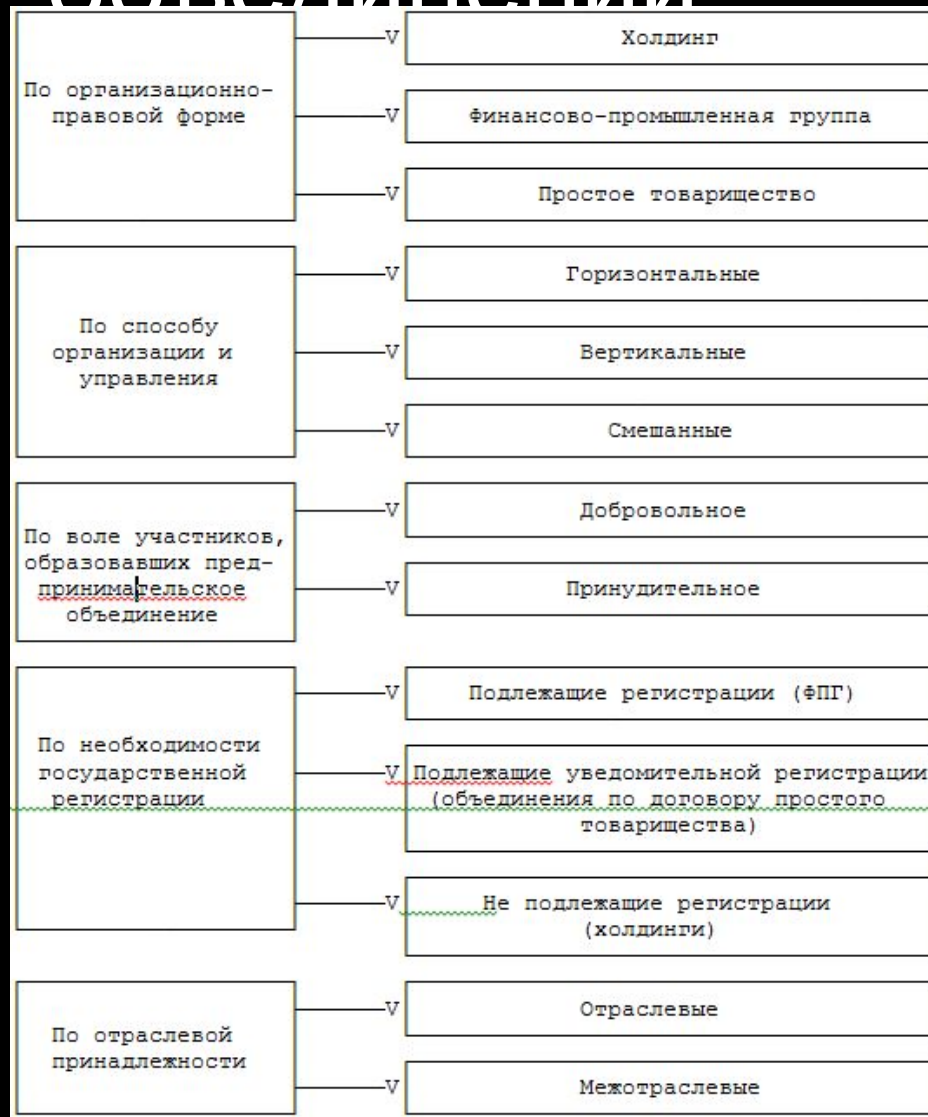 По организационно-
правовой форме
V Холдинг
V Финансово-промышленная группа
V Простое товарищество
По способу
организации и
управления
V Горизонтальные
V Вертикальные
V Смешанные
По воле участников,
образовавших пред-
принимательское
объединение
V Добровольное
V Принудительное
По необходимости
государственной
регистрации
V Подлежащие регистрации (ФПГ)
V Подлежащие уведомительной регистрации
(объединения по договору простого
товарищества)
V Не подлежащие регистрации
(холдинги)
По отраслевой
принадлежности
V Отраслевые
V Межотраслевые